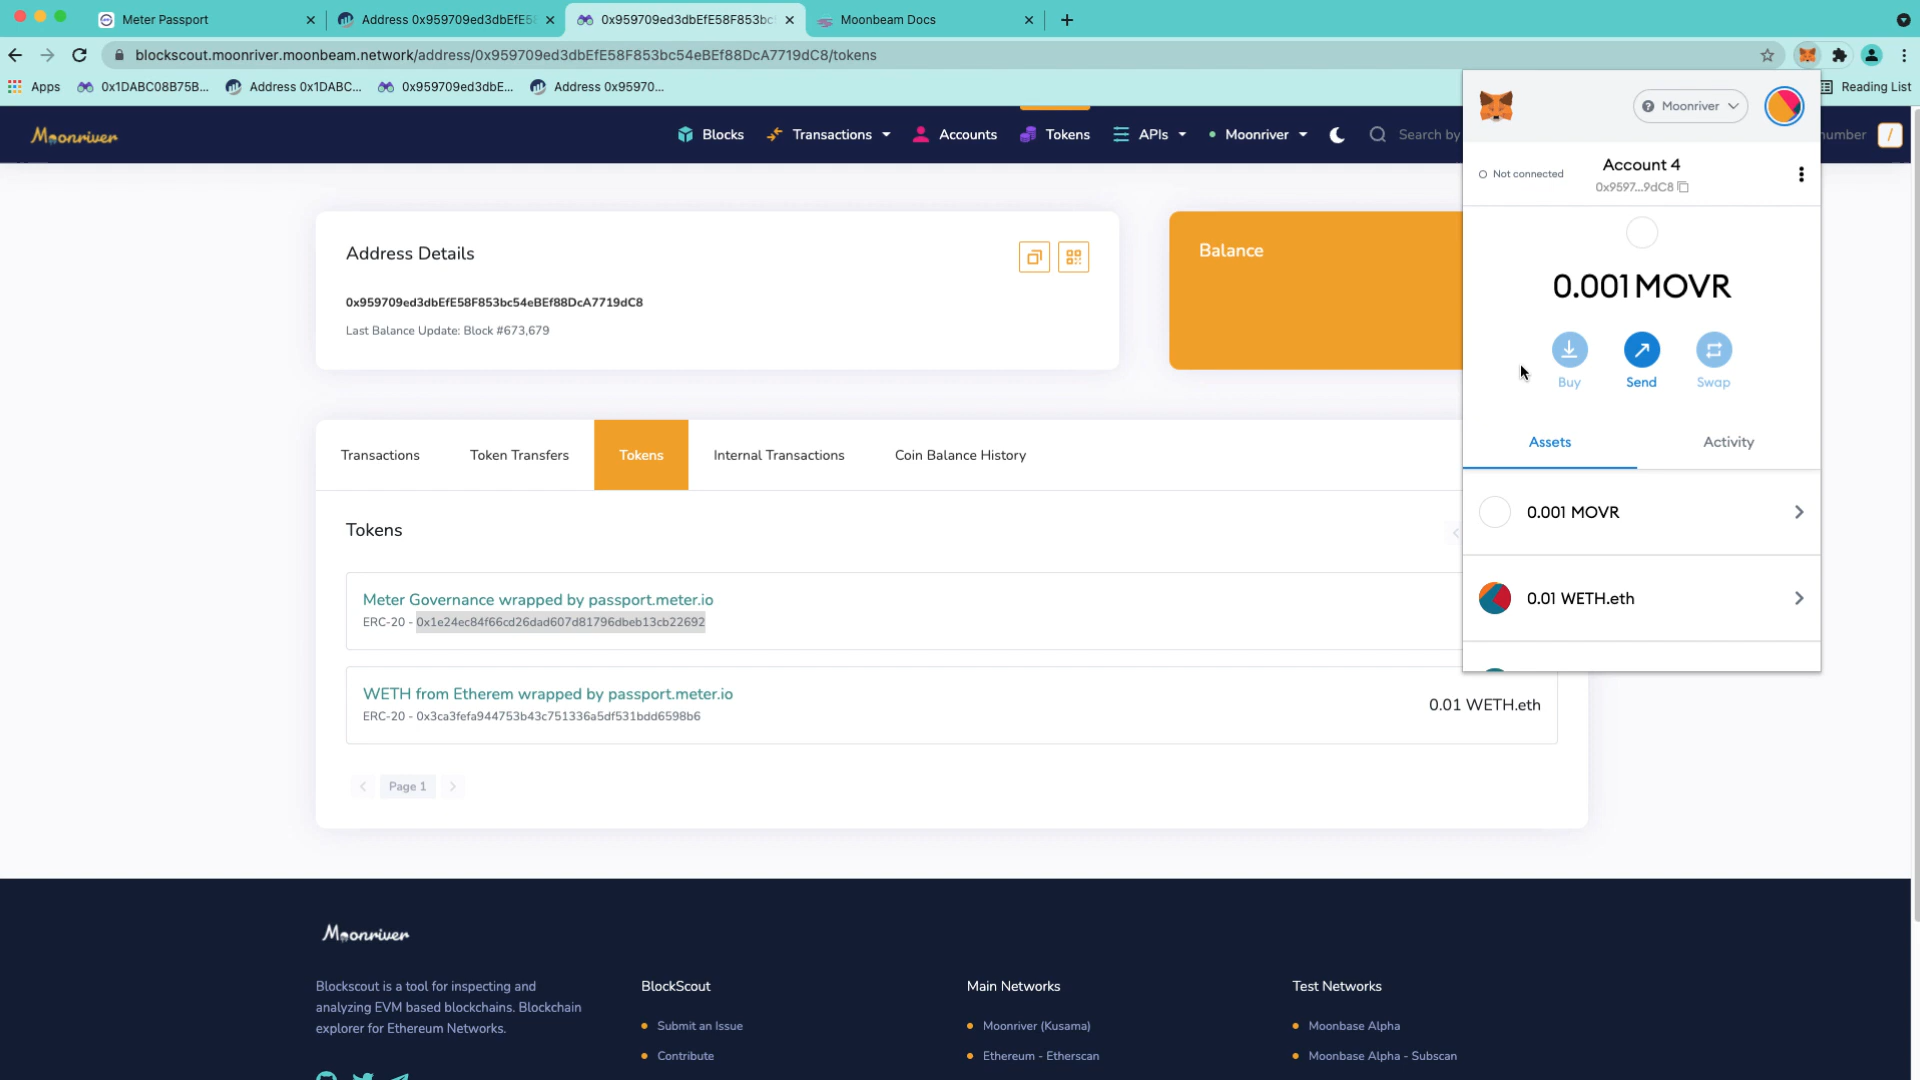 Meter Passport
Address 0x959709ed3dbEfE58
0x959709ed3dbEfE58F853bc
Moonbeam Docs
blockscout.moonriver.moonbeam.network/address/0x959709ed3dbEfE58F853bc54eBEf88DcA7719dC8/tokens
Apps
0x1DABC08B75B...
Address 0x1DABC...
0x959709ed3dbE...
Address 0x95970...
Reading List
Moonriver
Blocks
Transactions
Accounts
Tokens
APIs
Moonriver
Search by
number
/
Moonriver
Not connected
Account 4
0x9597...9dC8
0.001 MOVR
Buy
Send
Swap
Assets
Activity
0.001 MOVR
0.01 WETH.eth
Address Details
0x959709ed3dbEfE58F853bc54eBEf88DcA7719dC8
Last Balance Update: Block #673,679
Balance
Transactions
Token Transfers
Tokens
Internal Transactions
Coin Balance History
Tokens
Meter Governance wrapped by passport.meter.io
ERC-20 - 0x1e24ec84f66cd26dad607d81796dbeb13cb22692
WETH from Etherem wrapped by passport.meter.io
ERC-20 - 0x3ca3fefa944753b43c751336a5df531bdd6598b6
0.01 WETH.eth
Page 1
Moonriver
Blockscout is a tool for inspecting and
analyzing EVM based blockchains. Blockchain
explorer for Ethereum Networks.
BlockScout
Submit an Issue
Contribute
Main Networks
Moonriver (Kusama)
Ethereum - Etherscan
Test Networks
Moonbase Alpha
Moonbase Alpha - Subscan